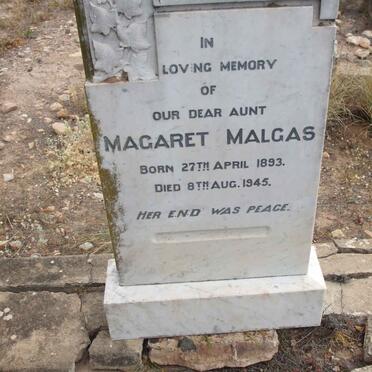 IN
LOVING MEMORY
OF
OUR DEAR AUNT
MAGARET MALGAS
BORN 27TH APRIL 1893.
DIED 8TH AUG. 1945.
HER END WAS PEACE.